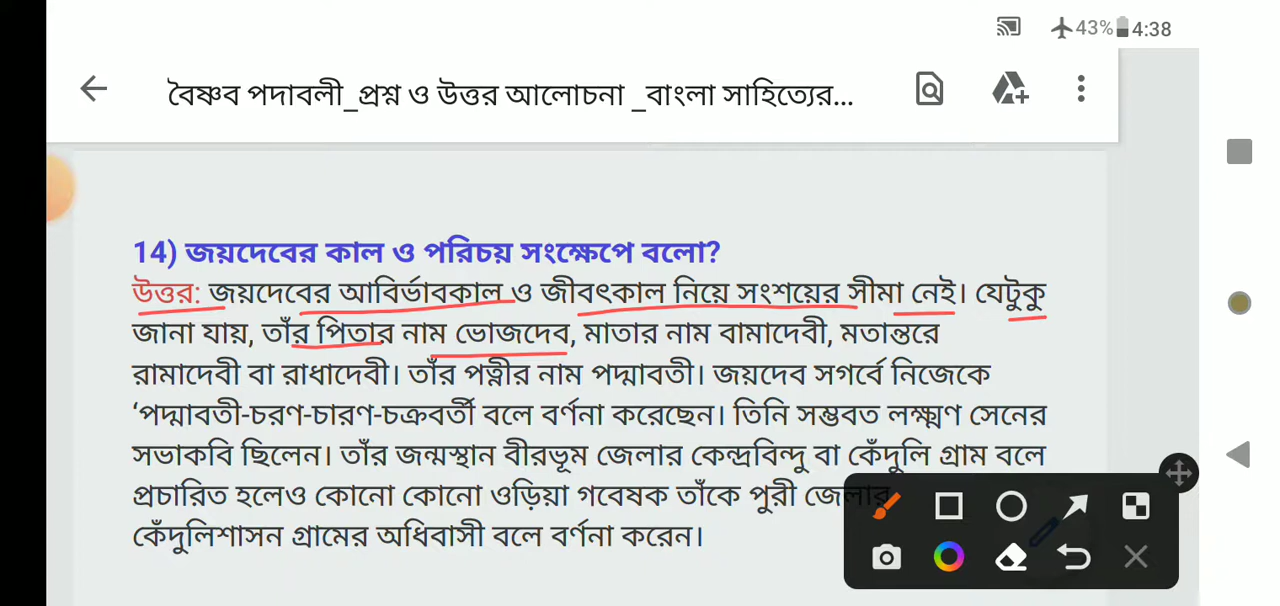 43% 4:38
বৈষ্ণব পদাবলী_প্রশ্ন ও উত্তর আলোচনা _বাংলা সাহিত্যের...
14) জয়দেবের কাল ও পরিচয় সংক্ষেপে বলো?
উত্তর: জয়দেবের আবির্ভাবকাল ও জীবৎকাল নিয়ে সংশয়ের সীমা নেই। যেটুকু
জানা যায়, তাঁর পিতার নাম ভোজদেব, মাতার নাম বামাদেবী, মতান্তরে
রামাদেবী বা রাধাদেবী। তাঁর পত্নীর নাম পদ্মাবতী। জয়দেব সগর্বে নিজেকে
‘পদ্মাবতী-চরণ-চারণ-চক্রবর্তী বলে বর্ণনা করেছেন। তিনি সম্ভবত লক্ষ্মণ সেনের
সভাকবি ছিলেন। তাঁর জন্মস্থান বীরভূম জেলার কেন্দ্রবিন্দু বা কেঁদুলি গ্রাম বলে
প্রচারিত হলেও কোনো কোনো ওড়িয়া গবেষক তাঁকে পুরী জেলার
কেঁদুলিশাসন গ্রামের অধিবাসী বলে বর্ণনা করেন।